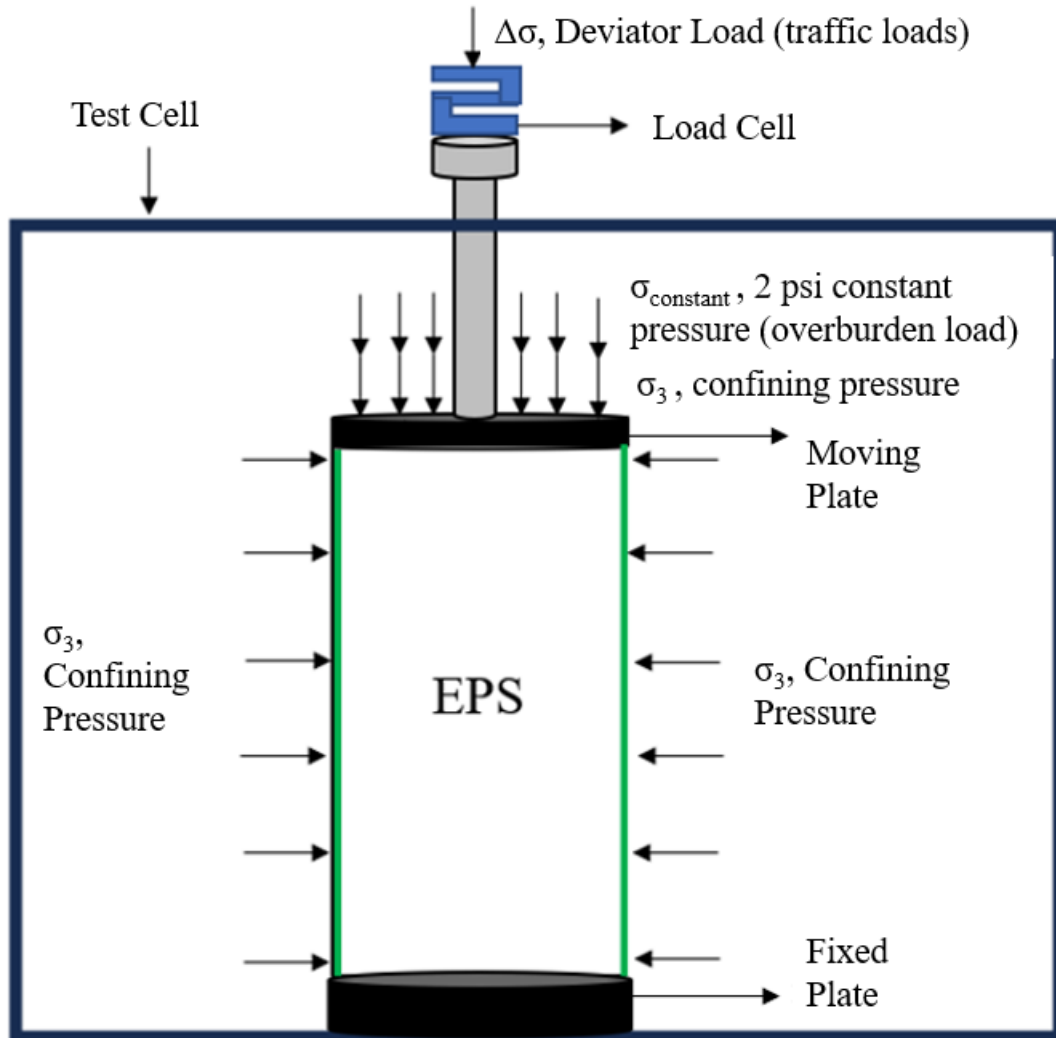 Δσ, Deviator Load (traffic loads)
Test Cell
Load Cell
σconstant , 2 psi constant
pressure (overburden load)
σ3 , confining pressure
Moving
Plate
σ3,
Confining
Pressure
EPS
σ3, Confining
Pressure
Fixed
Plate